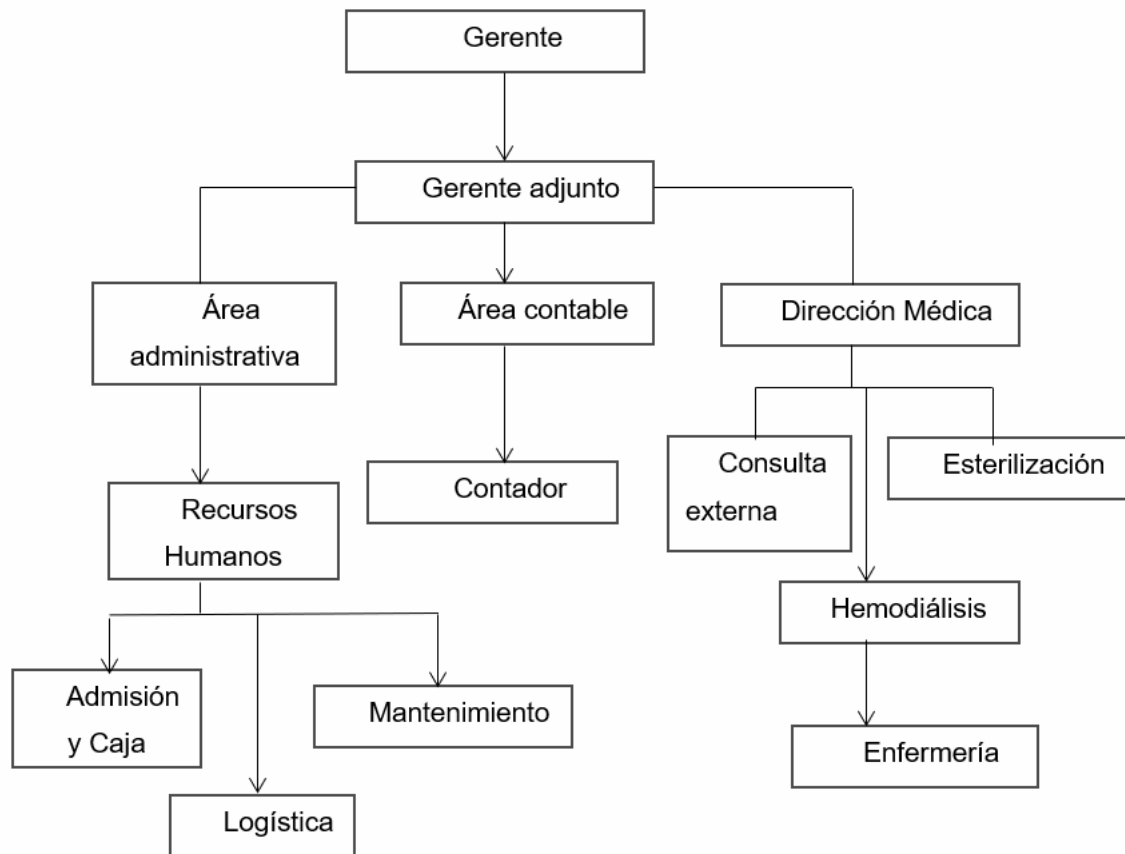 Gerente
Gerente adjunto
Área
administrativa
Área contable
Dirección Médica
Contador
Consulta
externa
Esterilización
Recursos
Humanos
Hemodiálisis
Admisión
y Caja
Mantenimiento
Enfermería
Logística